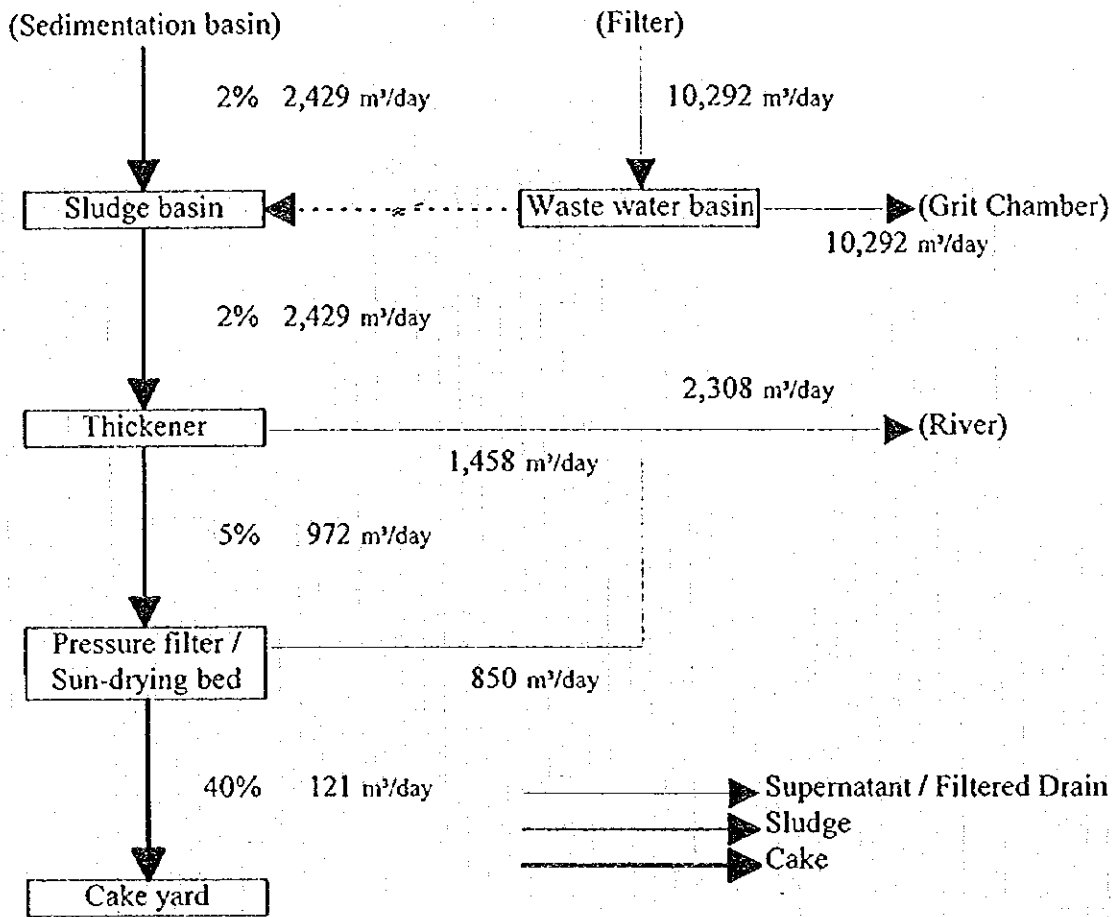 (Sedimentation basin)
(Filter)
2% 2,429 m³/day
10,292 m³/day
Sludge basin
Waste water basin
(Grit Chamber)
10,292 m³/day
2% 2,429 m³/day
2,308 m³/day
Thickener
(River)
1,458 m³/day
5% 972 m³/day
Pressure filter /
Sun-drying bed
850 m³/day
40% 121 m³/day
Supernatant / Filtered Drain
Sludge
Cake
Cake yard